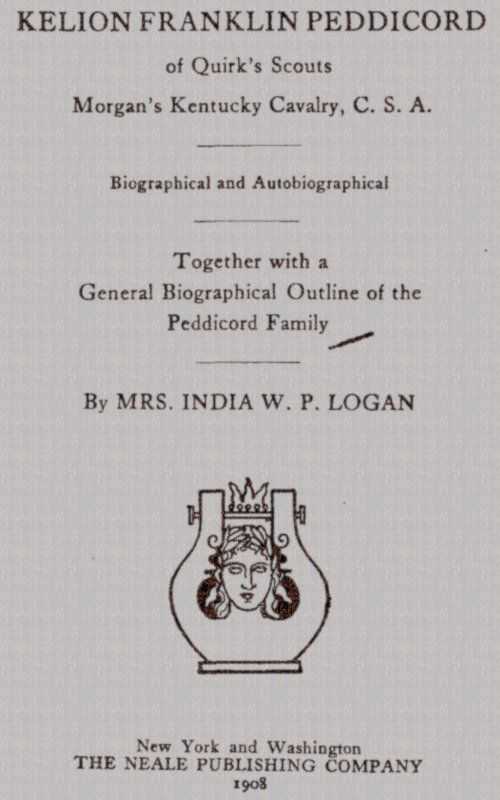 KELION FRANKLIN PEDDICORD
of Quirk's Scouts
Morgan's Kentucky Cavalry, C. S. A.
Biographical and Autobiographical
Together with a
General Biographical Outline of the
Peddicord Family
By MRS. INDIA W. P. LOGAN
New York and Washington
THE NEALE PUBLISHING COMPANY
1908